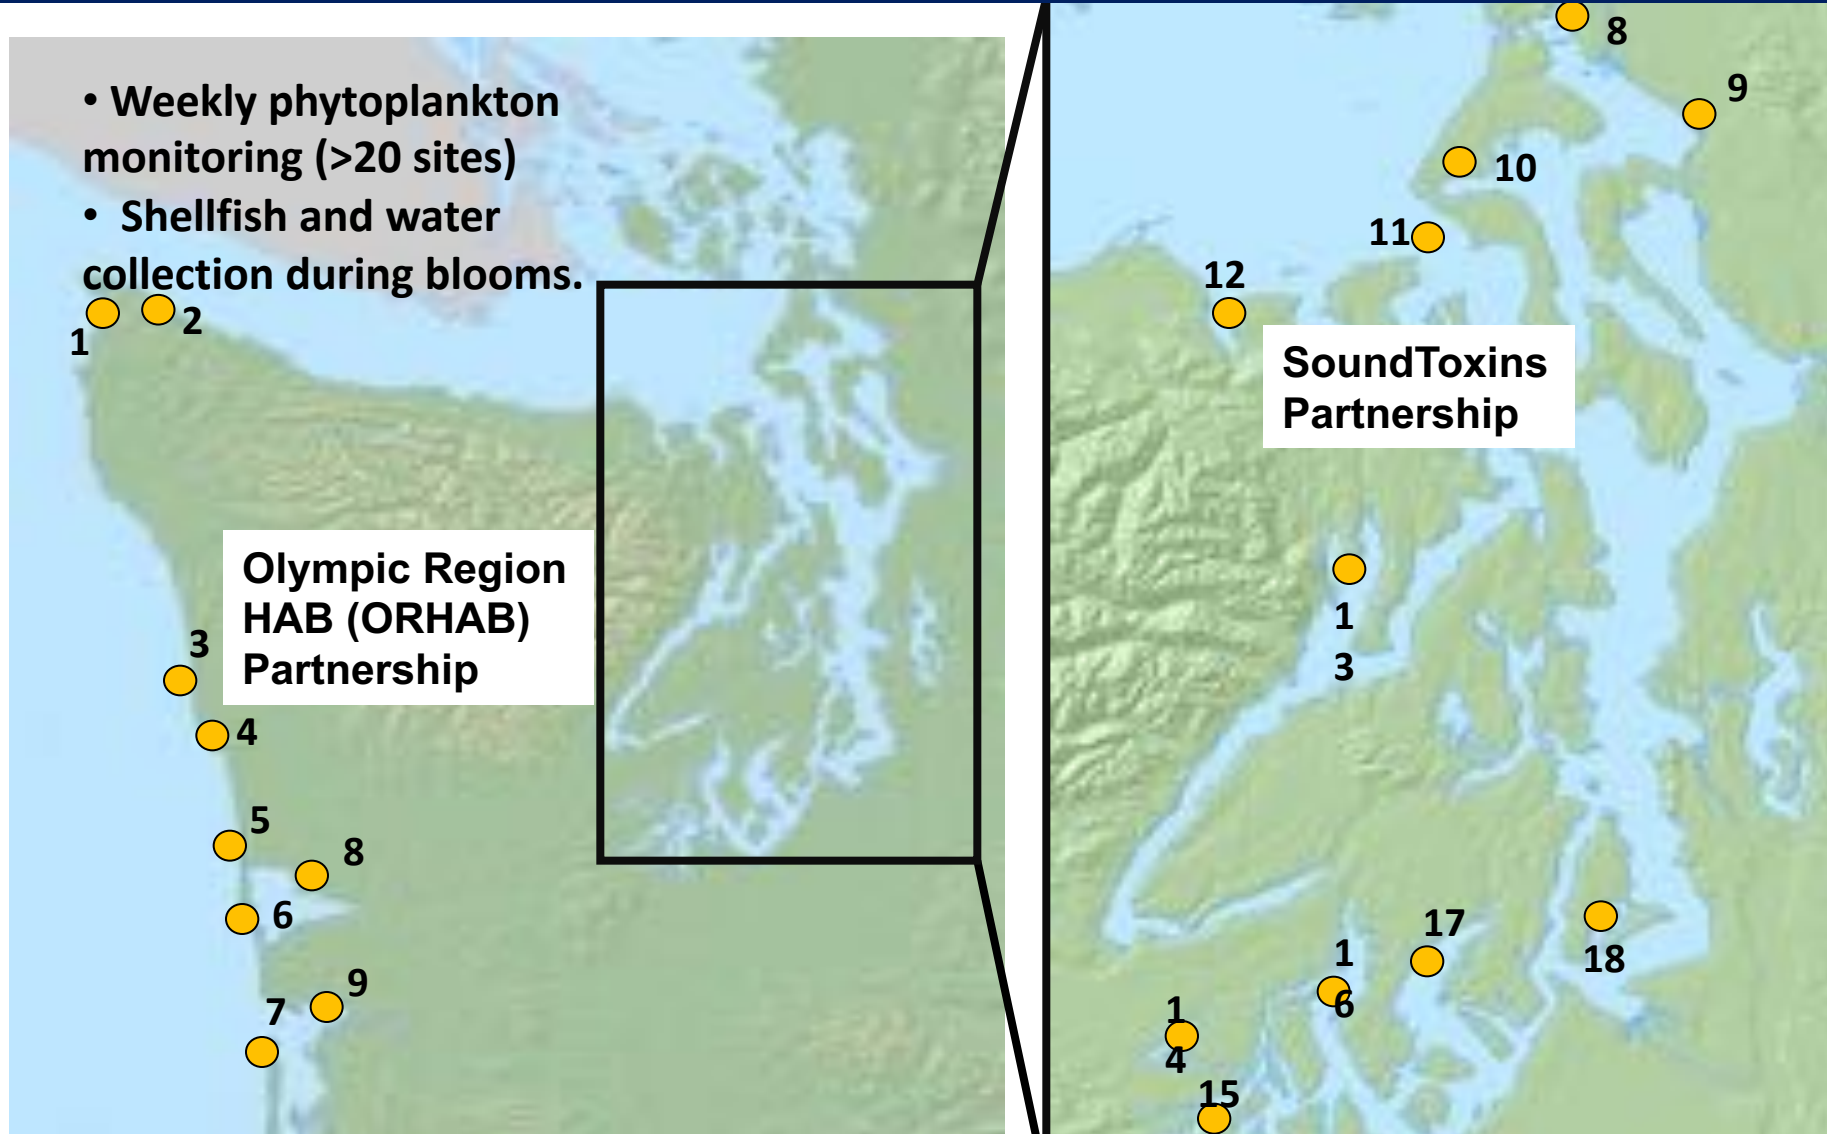 • Weekly phytoplankton
monitoring (>20 sites)
• Shellfish and water
collection during blooms.
1
2
Olympic Region
HAB (ORHAB)
Partnership
3
4
5
8
6
9
7
8
9
10
11
12
SoundToxins
Partnership
1
3
17
18
1
6
1
4
15